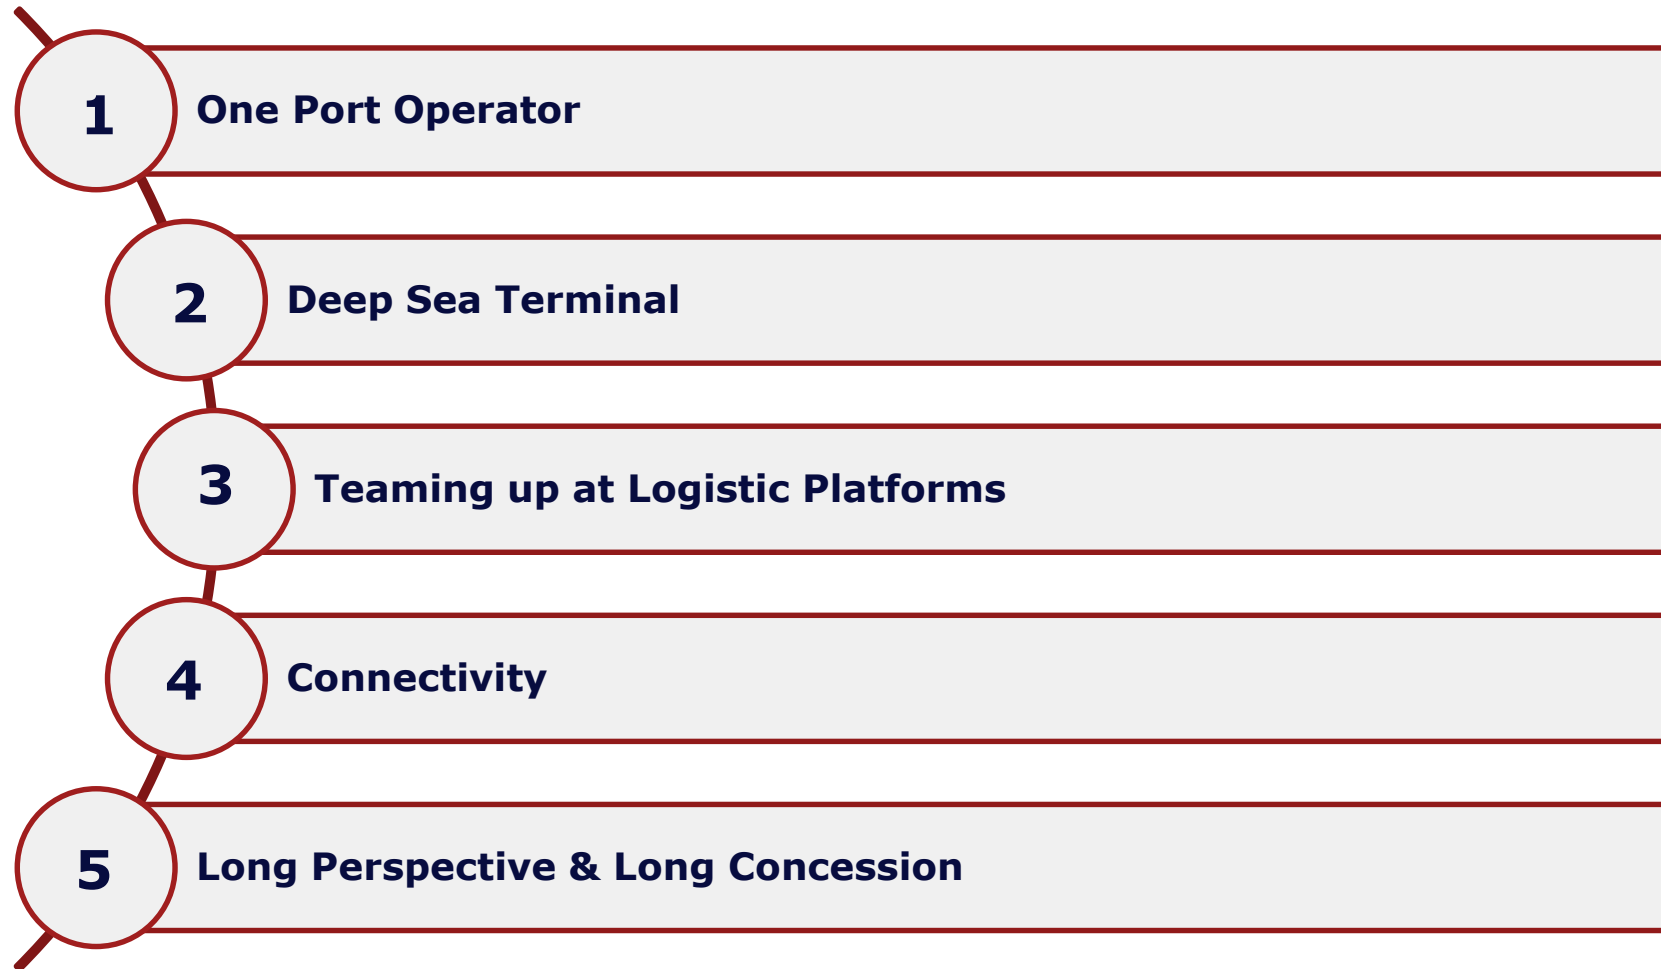 1
One Port Operator
2
Deep Sea Terminal
3
Teaming up at Logistic Platforms
4
Connectivity
5
Long Perspective & Long Concession